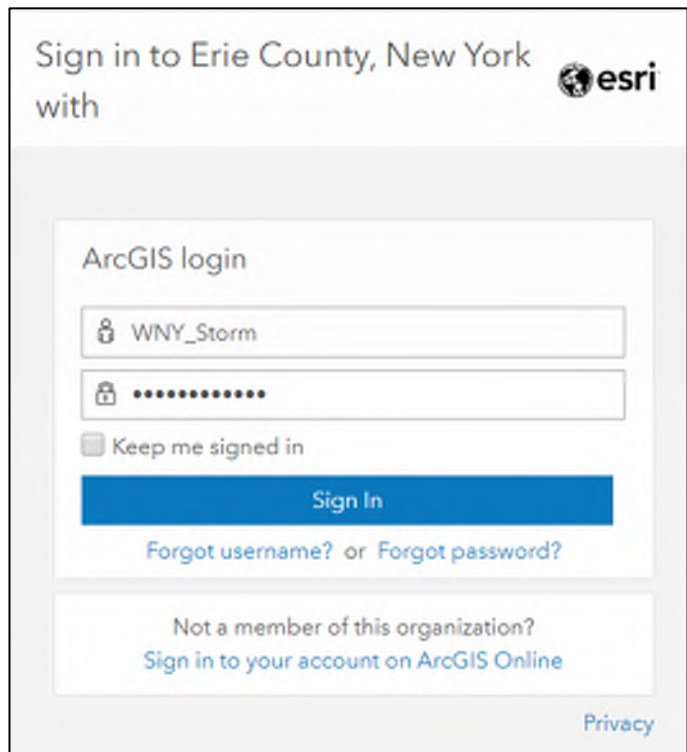 Sign in to Erie County, New York
with
esri
ArcGIS login
WNY_Storm
••••••••••••
Keep me signed in
Sign In
Forgot username? or Forgot password?
Not a member of this organization?
Sign in to your account on ArcGIS Online
Privacy